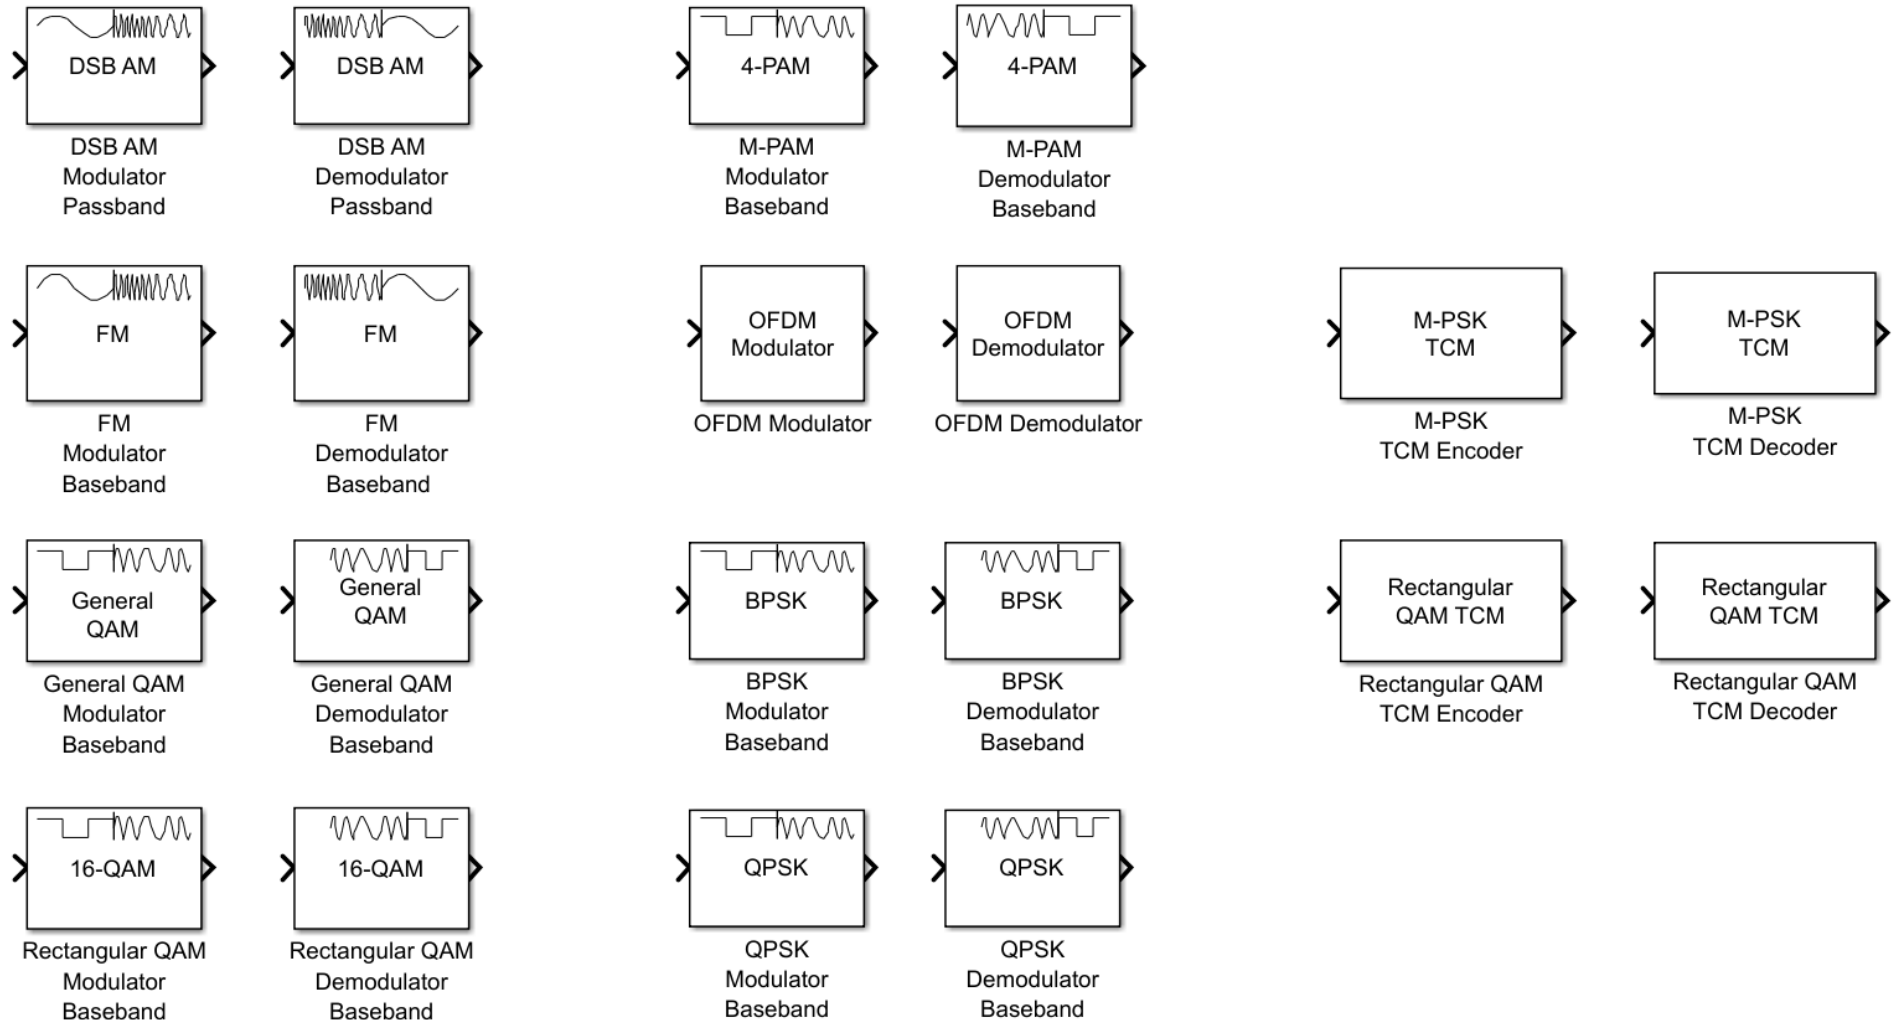 DSB AM
DSB AM
Modulator
Passband
DSB AM
DSB AM
Demodulator
Passband
4-PAM
M-PAM
Modulator
Baseband
4-PAM
M-PAM
Demodulator
Baseband
FM
FM
Modulator
Baseband
FM
FM
Demodulator
Baseband
OFDM
Modulator
OFDM Modulator
OFDM
Demodulator
OFDM Demodulator
M-PSK
TCM
M-PSK
TCM Encoder
M-PSK
TCM
M-PSK
TCM Decoder
General
QAM
General QAM
Modulator
Baseband
General
QAM
General QAM
Demodulator
Baseband
BPSK
BPSK
Modulator
Baseband
BPSK
BPSK
Demodulator
Baseband
Rectangular
QAM TCM
Rectangular QAM
TCM Encoder
Rectangular
QAM TCM
Rectangular QAM
TCM Decoder
16-QAM
Rectangular QAM
Modulator
Baseband
16-QAM
Rectangular QAM
Demodulator
Baseband
QPSK
QPSK
Modulator
Baseband
QPSK
QPSK
Demodulator
Baseband